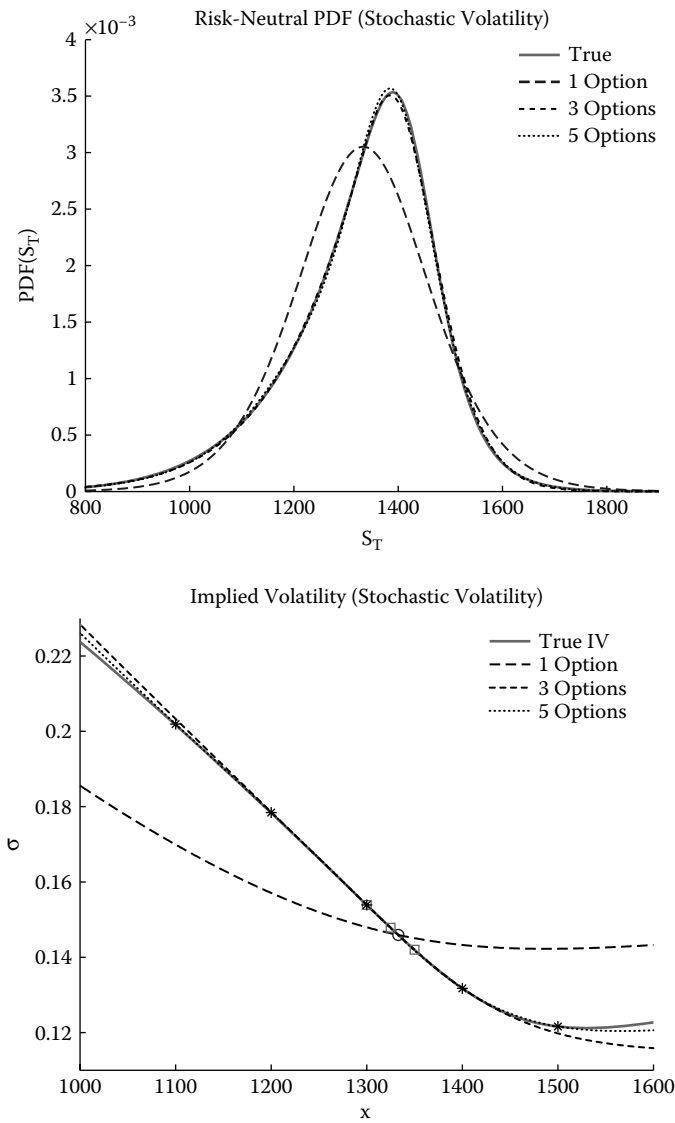 Risk-Neutral PDF (Stochastic Volatility)
×10⁻³
4
3.5
3
2.5
2
1.5
1
0.5
0
PDF(S_T)
800 1000 1200 1400 1600 1800
S_T
True
1 Option
3 Options
5 Options
Implied Volatility (Stochastic Volatility)
0.22
0.2
0.18
0.16
0.14
0.12
σ
1000 1100 1200 1300 1400 1500 1600
x
True IV
1 Option
3 Options
5 Options